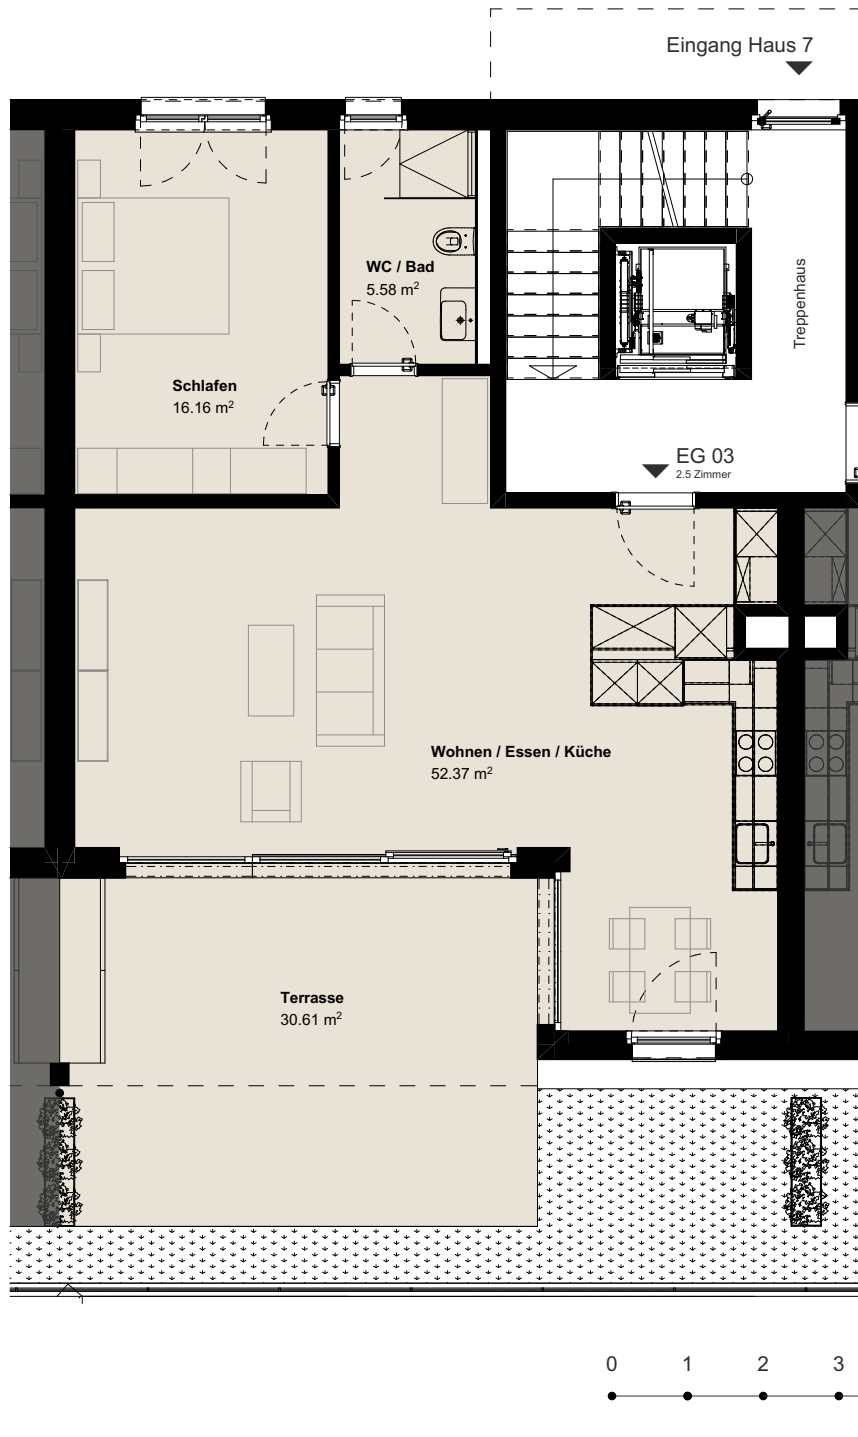 Eingang Haus 7
WC / Bad
5.58 m²
Treppenhaus
Schlafen
16.16 m²
EG 03
2.5 Zimmer
Wohnen / Essen / Küche
52.37 m²
Terrasse
30.61 m²
0 1 2 3